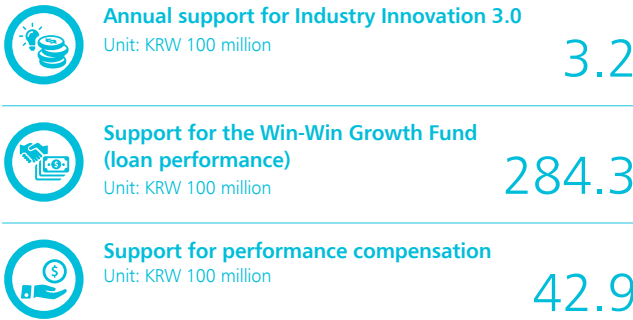 Annual support for Industry Innovation 3.0
Unit: KRW 100 million
3.2
Support for the Win-Win Growth Fund
(loan performance)
Unit: KRW 100 million
284.3
Support for performance compensation
Unit: KRW 100 million
42.9